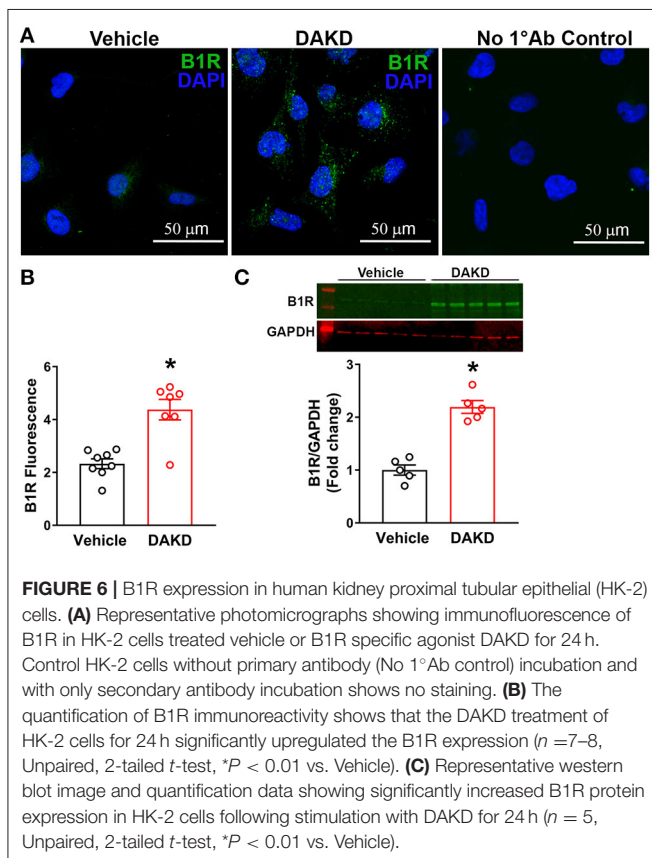 A
Vehicle
DAKD
No 1°Ab Control
B1R
DAPI
B1R
DAPI
50 μm
50 μm
50 μm
B
B1R Fluorescence
6
4
2
0
*
Vehicle
DAKD
C
Vehicle
DAKD
B1R
GAPDH
B1R/GAPDH
(Fold change)
3
2
1
0
*
Vehicle
DAKD
FIGURE 6 | B1R expression in human kidney proximal tubular epithelial (HK-2)
cells. (A) Representative photomicrographs showing immunofluorescence of
B1R in HK-2 cells treated vehicle or B1R specific agonist DAKD for 24 h.
Control HK-2 cells without primary antibody (No 1°Ab control) incubation and
with only secondary antibody incubation shows no staining. (B) The
quantification of B1R immunoreactivity shows that the DAKD treatment of
HK-2 cells for 24 h significantly upregulated the B1R expression (n =7–8,
Unpaired, 2-tailed t-test, *P < 0.01 vs. Vehicle). (C) Representative western
blot image and quantification data showing significantly increased B1R protein
expression in HK-2 cells following stimulation with DAKD for 24 h (n = 5,
Unpaired, 2-tailed t-test, *P < 0.01 vs. Vehicle).